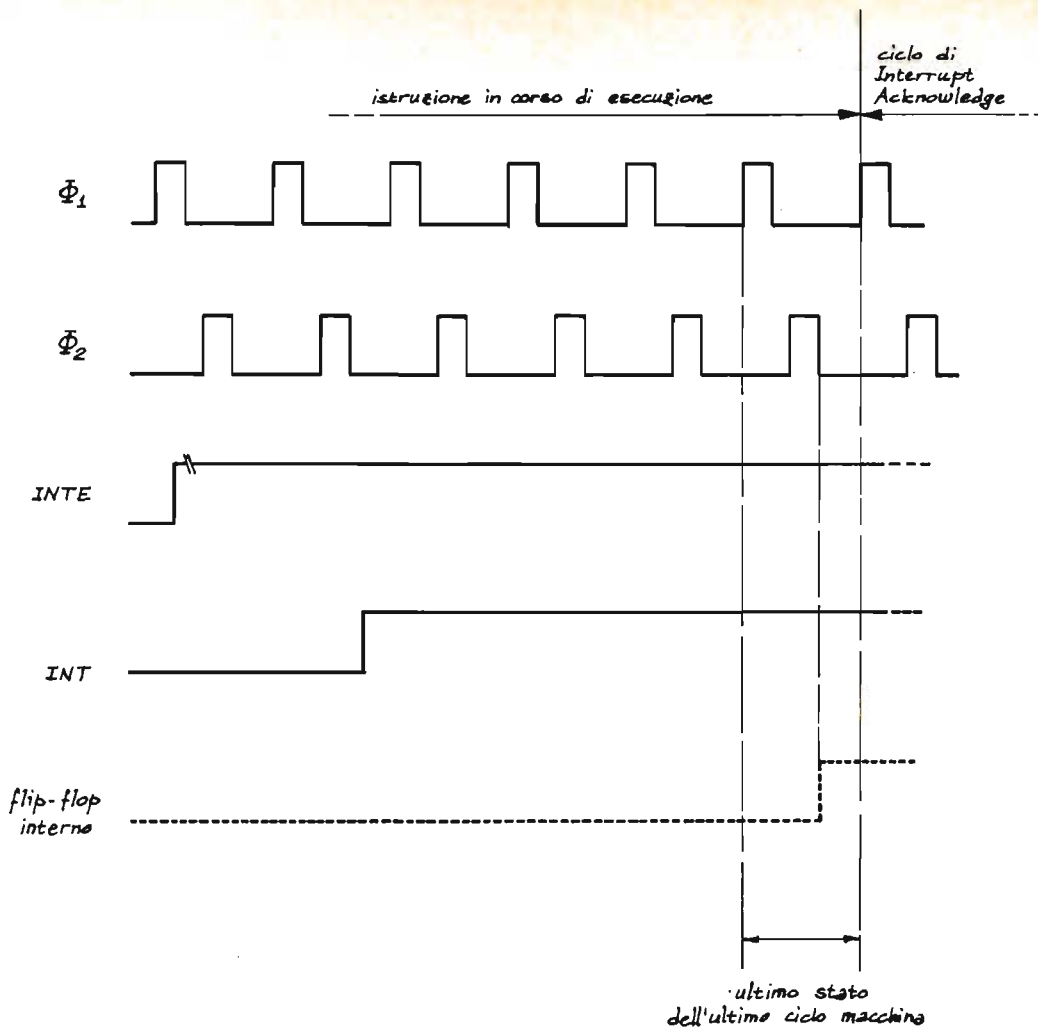 ciclo di
Interrupt
Acknowledge
istruzione in corso di esecuzione
Φ1
Φ2
INTE
INT
flip-flop
interno
ultimo stato
dell'ultimo ciclo macchina